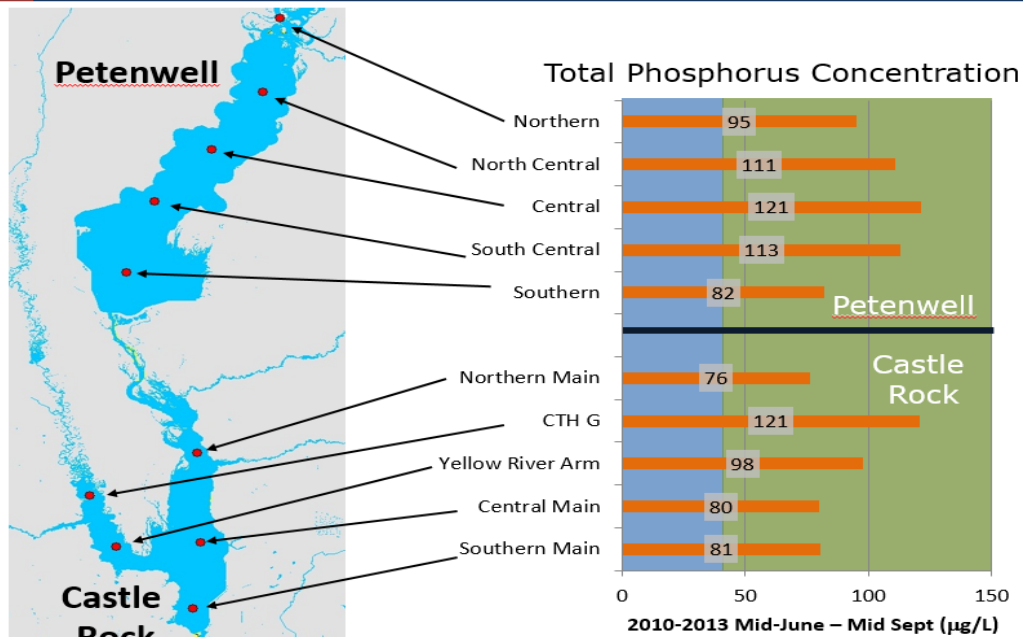 Petenwell
Total Phosphorus Concentration
Northern
95
North Central
111
Central
121
South Central
113
Southern
82
Petenwell
Northern Main
76
Castle
Rock
CTH G
121
Yellow River Arm
98
Central Main
80
Southern Main
81
0
50
100
150
2010-2013 Mid-June – Mid Sept (µg/L)
Castle
Rock